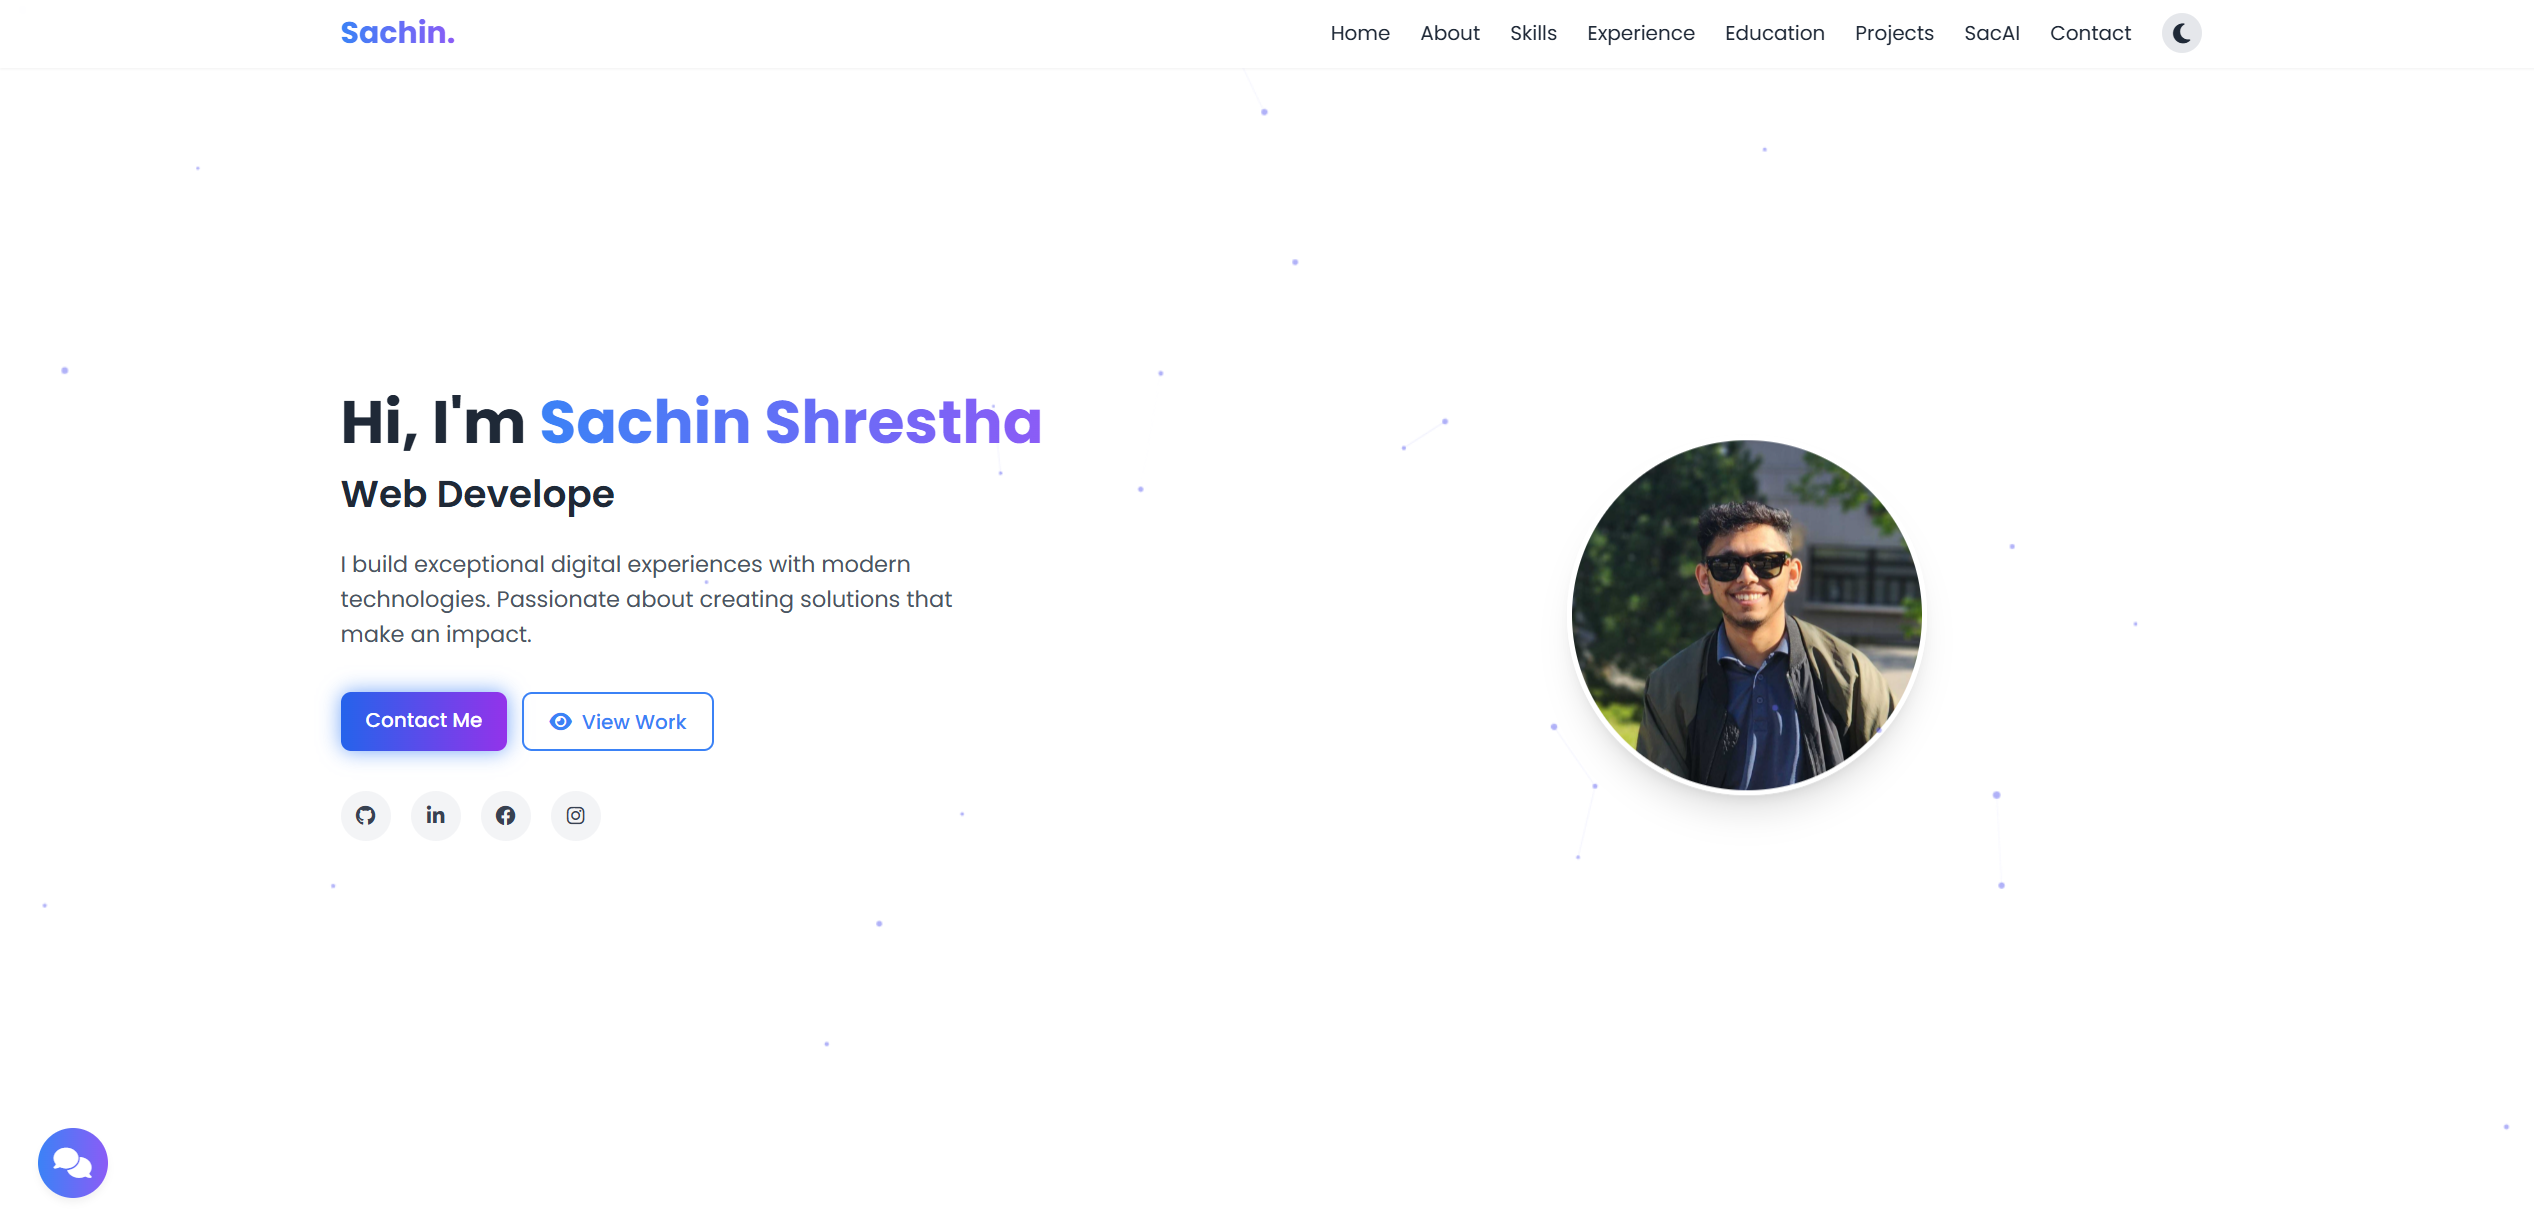 Sachin.
Home About Skills Experience Education Projects SacAI Contact
Hi, I'm Sachin Shrestha
Web Develope
I build exceptional digital experiences with modern
technologies. Passionate about creating solutions that
make an impact.
Contact Me
View Work